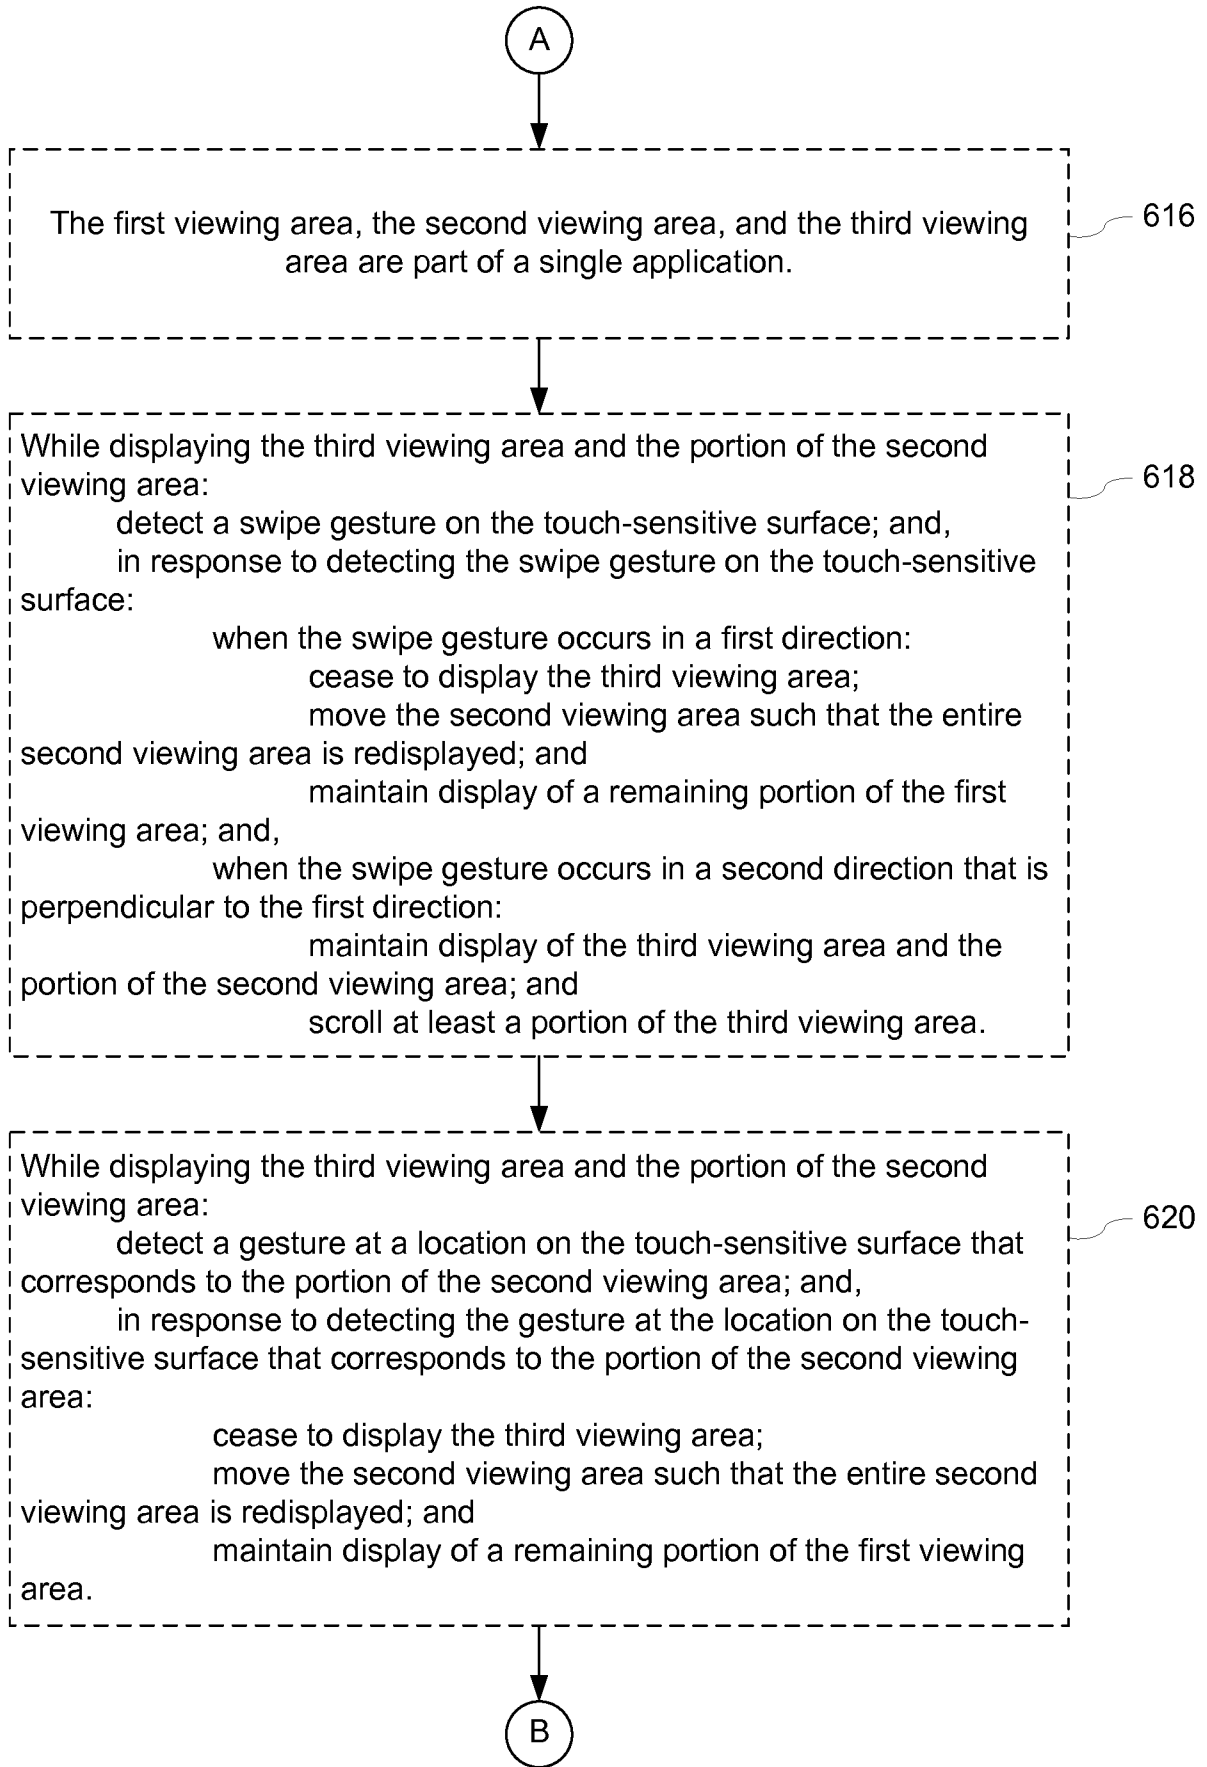 A
The first viewing area, the second viewing area, and the third viewing
area are part of a single application.
616
While displaying the third viewing area and the portion of the second
viewing area:
detect a swipe gesture on the touch-sensitive surface; and,
in response to detecting the swipe gesture on the touch-sensitive
surface:
when the swipe gesture occurs in a first direction:
cease to display the third viewing area;
move the second viewing area such that the entire
second viewing area is redisplayed; and
maintain display of a remaining portion of the first
viewing area; and,
when the swipe gesture occurs in a second direction that is
perpendicular to the first direction:
maintain display of the third viewing area and the
portion of the second viewing area; and
scroll at least a portion of the third viewing area.
618
While displaying the third viewing area and the portion of the second
viewing area:
detect a gesture at a location on the touch-sensitive surface that
corresponds to the portion of the second viewing area; and,
in response to detecting the gesture at the location on the touch-
sensitive surface that corresponds to the portion of the second viewing
area:
cease to display the third viewing area;
move the second viewing area such that the entire second
viewing area is redisplayed; and
maintain display of a remaining portion of the first viewing
area.
620
B